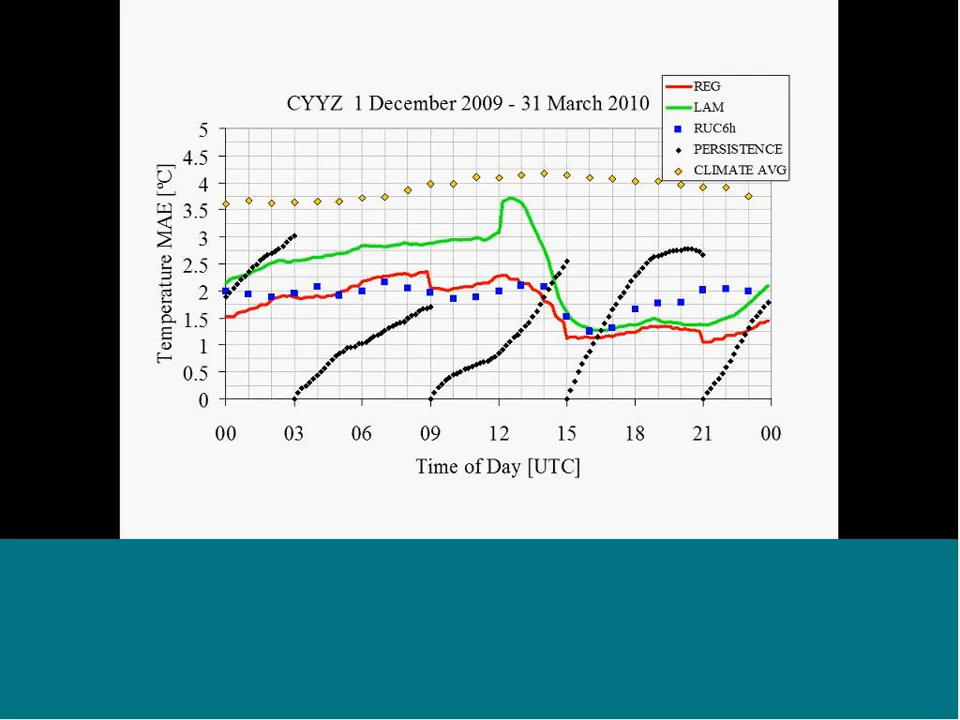 REG
LAM
RUC6h
PERSISTENCE
CLIMATE AVG
CYYZ 1 December 2009 - 31 March 2010
Temperature MAE [°C]
5
4.5
4
3.5
3
2.5
2
1.5
1
0.5
0
00 03 06 09 12 15 18 21 00
Time of Day [UTC]